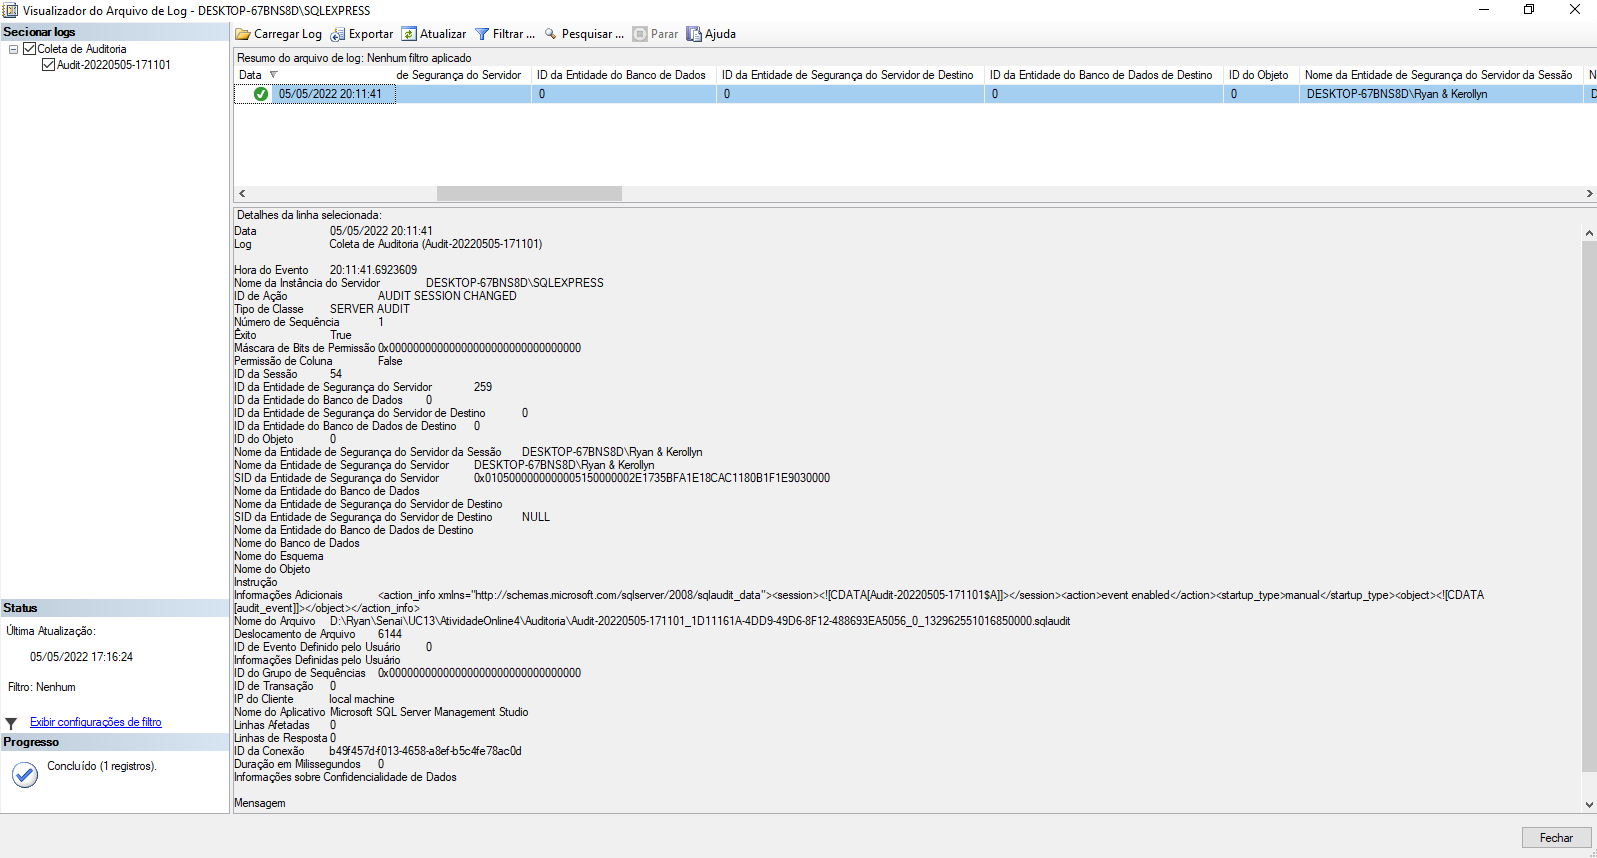 Visualizador do Arquivo de Log - DESKTOP-67BNS8D\SQLEXPRESS
Secionar logs
Coleta de Auditoria
Audit-20220505-171101
Carregar Log Exportar Atualizar Filtrar ... Pesquisar ... Parar Ajuda
Resumo do arquivo de log: Nenhum filtro aplicado
Data de Segurança do Servidor ID da Entidade do Banco de Dados ID da Entidade de Segurança do Servidor de Destino ID da Entidade do Banco de Dados de Destino ID do Objeto Nome da Entidade de Segurança do Servidor da Sessão N
05/05/2022 20:11:41 0 0 0 0 DESKTOP-67BNS8D\Ryan & Kerollyn D
Detalhes da linha selecionada:
Data 05/05/2022 20:11:41
Log Coleta de Auditoria (Audit-20220505-171101)
Hora do Evento 20:11:41.6923609
Nome da Instância do Servidor DESKTOP-67BNS8D\SQLEXPRESS
ID de Ação AUDIT SESSION CHANGED
Tipo de Classe SERVER AUDIT
Número de Sequência 1
Êxito True
Máscara de Bits de Permissão 0x00000000000000000000000000000000
Permissão de Coluna False
ID da Sessão 54
ID da Entidade de Segurança do Servidor 259
ID da Entidade do Banco de Dados 0
ID da Entidade de Segurança do Servidor de Destino 0
ID da Entidade do Banco de Dados de Destino 0
ID do Objeto 0
Nome da Entidade de Segurança do Servidor da Sessão DESKTOP-67BNS8D\Ryan & Kerollyn
Nome da Entidade de Segurança do Servidor DESKTOP-67BNS8D\Ryan & Kerollyn
SID da Entidade de Segurança do Servidor 0x0105000000000005150000002E1735BFA1E18CAC1180B1F1E9030000
Nome da Entidade do Banco de Dados
Nome da Entidade de Segurança do Servidor de Destino
SID da Entidade de Segurança do Servidor de Destino NULL
Nome da Entidade do Banco de Dados de Destino
Nome do Banco de Dados
Nome do Esquema
Nome do Objeto
Instrução
Informações Adicionais <action_info xmlns="http://schemas.microsoft.com/sqlserver/2008/sqlaudit_data"><session><![CDATA[Audit-20220505-171101$A]]></session><action>event enabled</action><startup_type>manual</startup_type><object><![CDATA
[audit_event]]></object></action_info>
Nome do Arquivo D:\Ryan\Senai\UC13\AtividadeOnline4\Auditoria\Audit-20220505-171101_1D11161A-4DD9-49D6-8F12-488693EA5056_0_132962551016850000.sqlaudit
Deslocamento de Arquivo 6144
ID de Evento Definido pelo Usuário 0
Informações Definidas pelo Usuário
ID do Grupo de Sequências 0x00000000000000000000000000000000
ID de Transação 0
IP do Cliente local machine
Nome do Aplicativo Microsoft SQL Server Management Studio
Linhas Afetadas 0
Linhas de Resposta 0
ID da Conexão b49f457d-f013-4658-a8ef-b5c4fe78ac0d
Duração em Milissegundos 0
Informações sobre Confidencialidade de Dados
Mensagem
Status
Última Atualização:
05/05/2022 17:16:24
Filtro: Nenhum
Exibir configurações de filtro
Progresso
Concluído (1 registros).
Fechar